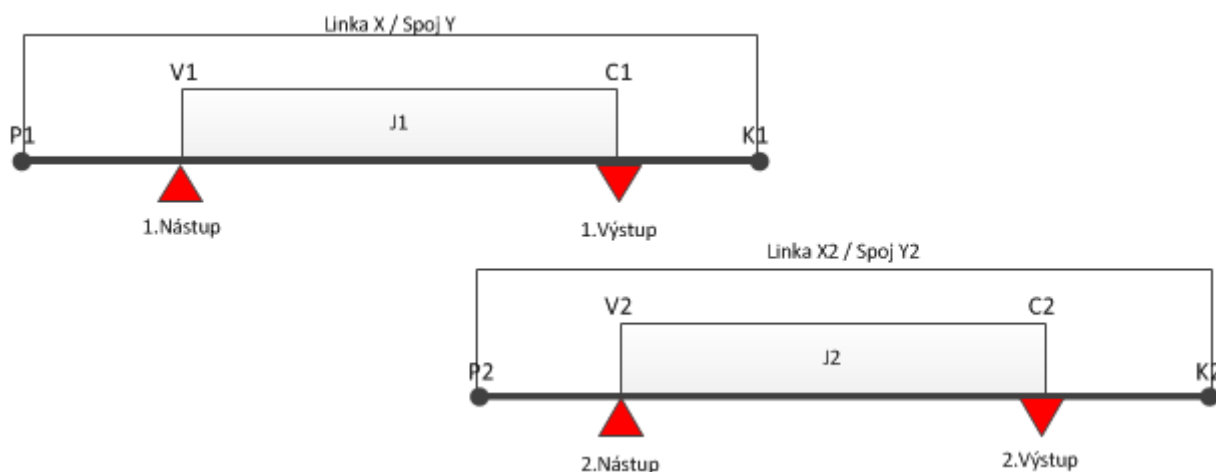 Linka X / Spoj Y
V1
C1
J1
P1
K1
1.Nástup
1.Výstup
Linka X2 / Spoj Y2
V2
C2
J2
P2
K2
2.Nástup
2.Výstup